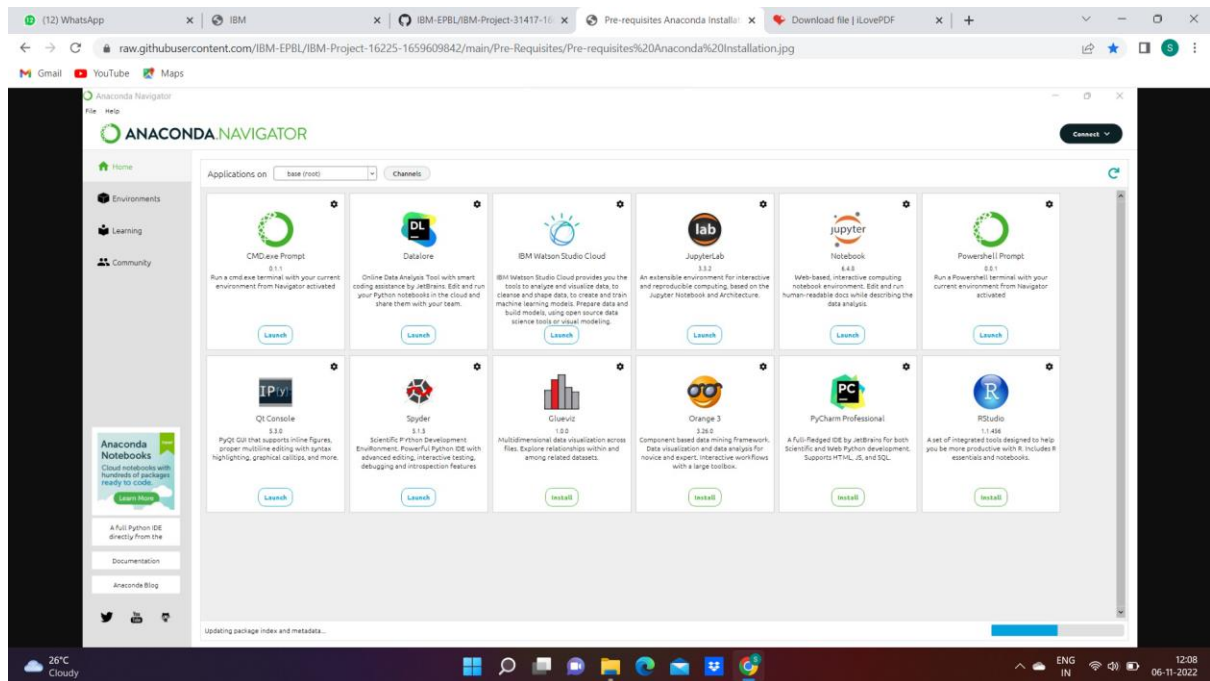 (12) WhatsApp
IBM
IBM-EPBL/IBM-Project-31417-16
Pre-requisites Anaconda Installat
Download file | iLovePDF
raw.githubusercontent.com/IBM-EPBL/IBM-Project-16225-1659609842/main/Pre-Requisites/Pre-requisites%20Anaconda%20Installation.jpg
S
Gmail
YouTube
Maps
Anaconda Navigator
File Help
ANACONDA.NAVIGATOR
Connect
Home
Environments
Learning
Community
Applications on
base (root)
Channels
CMD.exe Prompt
0.1.1
Run a cmd.exe terminal with your current
environment from Navigator activated
Launch
DL
Datalore
Online Data Analysis Tool with smart
coding assistance by JetBrains. Edit and run
your Python notebooks in the cloud and
share them with your team.
Launch
IBM Watson Studio Cloud
IBM Watson Studio Cloud provides you the
tools to analyze and visualize data, to
cleanse and shape data, to create and train
machine learning models. Prepare data and
build models, using open source data
science tools or visual modeling.
Launch
lab
JupyterLab
3.3.2
An extensible environment for interactive
and reproducible computing, based on the
Jupyter Notebook and Architecture.
Launch
jupyter
Notebook
6.4.8
Web-based, interactive computing
notebook environment. Edit and run
human-readable docs while describing the
data analysis.
Launch
Powershell Prompt
0.0.1
Run a Powershell terminal with your
current environment from Navigator
activated
Launch
IP[y]:
Qt Console
5.3.0
PyQt GUI that supports inline figures,
proper multiline editing with syntax
highlighting, graphical calltips, and more.
Launch
Spyder
5.1.5
Scientific Python Development
EnviRonment. Powerful Python IDE with
advanced editing, interactive testing,
debugging and introspection features
Launch
Glueviz
1.0.0
Multidimensional data visualization across
files. Explore relationships within and
among related datasets.
Install
Orange 3
3.26.0
Component based data mining framework.
Data visualization and data analysis for
novice and expert. Interactive workflows
with a large toolbox.
Install
PC
PyCharm Professional
A full-fledged IDE by JetBrains for both
Scientific and Web Python development.
Supports HTML, JS, and SQL.
Install
R
RStudio
1.1.456
A set of integrated tools designed to help
you be more productive with R. Includes R
essentials and notebooks.
Install
Anaconda
Notebooks
Cloud notebooks with
hundreds of packages
ready to code.
Learn More
A Full Python IDE
directly from the
Documentation
Anaconda Blog
You
Tube
Updating package index and metadata...
26°C
Cloudy
ENG
IN
12:08
06-11-2022